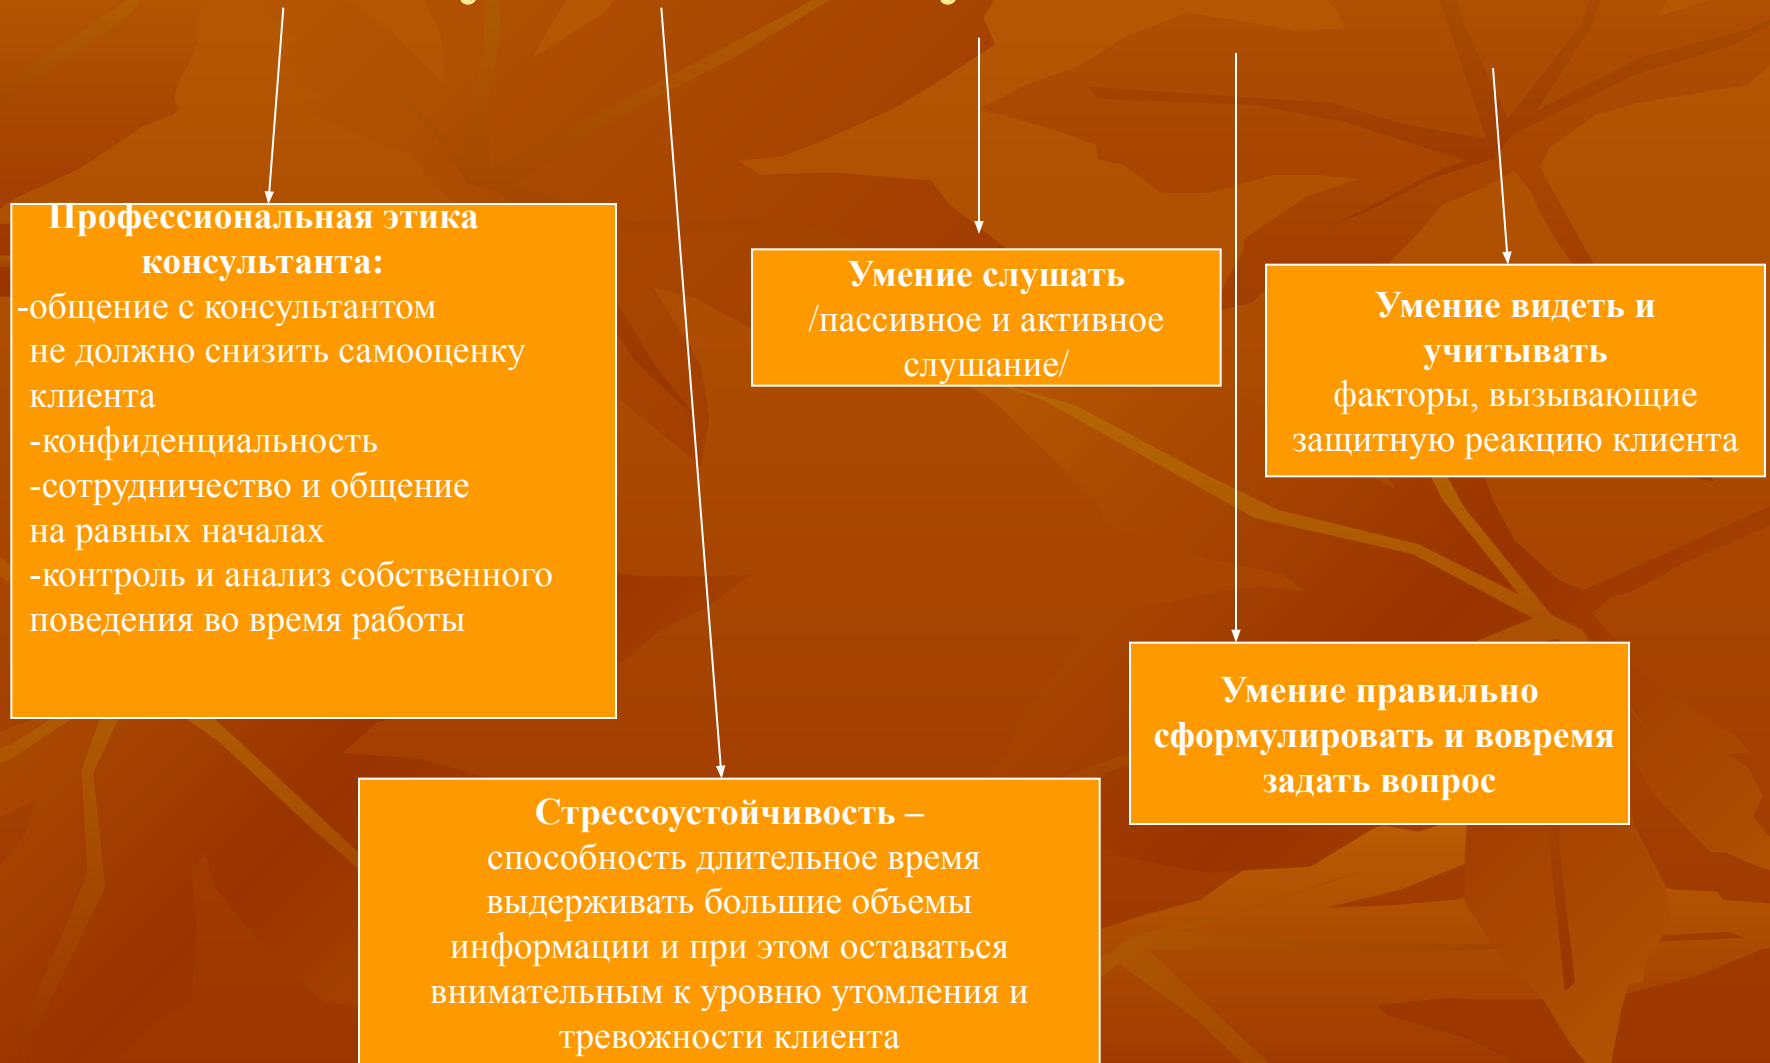 Профессиональная этика
консультанта:
-общение с консультантом
не должно снизить самооценку
клиента
-конфиденциальность
-сотрудничество и общение
на равных началах
-контроль и анализ собственного
поведения во время работы
Умение слушать
/пассивное и активное
слушание/
Умение видеть и
учитывать
факторы, вызывающие
защитную реакцию клиента
Умение правильно
сформулировать и вовремя
задать вопрос
Стрессоустойчивость –
способность длительное время
выдерживать большие объемы
информации и при этом оставаться
внимательным к уровню утомления и
тревожности клиента